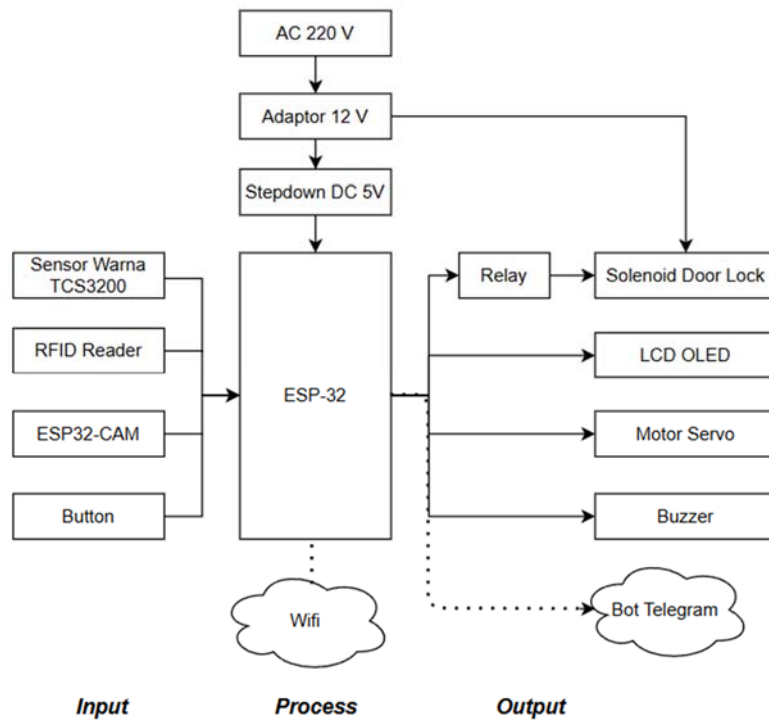 AC 220 V
Adaptor 12 V
Stepdown DC 5V
Sensor Warna
TCS3200
RFID Reader
ESP32-CAM
Button
ESP-32
Relay
Solenoid Door Lock
LCD OLED
Motor Servo
Buzzer
Wifi
Bot Telegram
Input
Process
Output